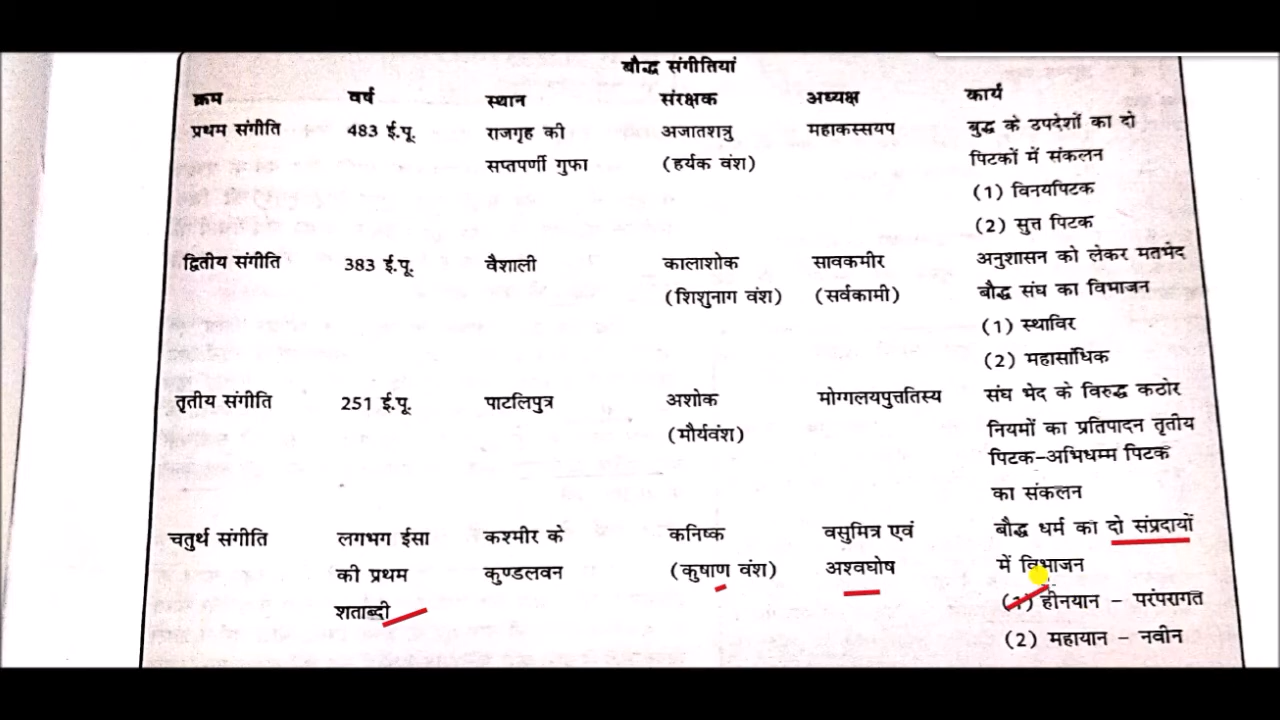 बौद्ध संगीतियां
क्रम वर्ष स्थान संरक्षक अध्यक्ष कार्य
प्रथम संगीति 483 ई.पू. राजगृह की अजातशत्रु महाकस्सयप बुद्ध के उपदेशों का दो
सप्तपर्णी गुफा (हर्यक वंश) पिटकों में संकलन
(1) विनयपिटक
(2) सुत्त पिटक
द्वितीय संगीति 383 ई.पू. वैशाली कालाशोक सावकमीर अनुशासन को लेकर मतभेद
(शिशुनाग वंश) (सर्वकामी) बौद्ध संघ का विभाजन
(1) स्थाविर
(2) महासांधिक
तृतीय संगीति 251 ई.पू. पाटलिपुत्र अशोक मोग्गलयपुत्ततिस्य संघ भेद के विरुद्ध कठोर
(मौर्यवंश) नियमों का प्रतिपादन तृतीय
पिटक-अभिधम्म पिटक
का संकलन
चतुर्थ संगीति लगभग ईसा कश्मीर के कनिष्क वसुमित्र एवं बौद्ध धर्म का दो संप्रदायों
की प्रथम कुण्डलवन (कुषाण वंश) अश्वघोष में विभाजन
शताब्दी (1) हीनयान - परंपरागत
(2) महायान - नवीन